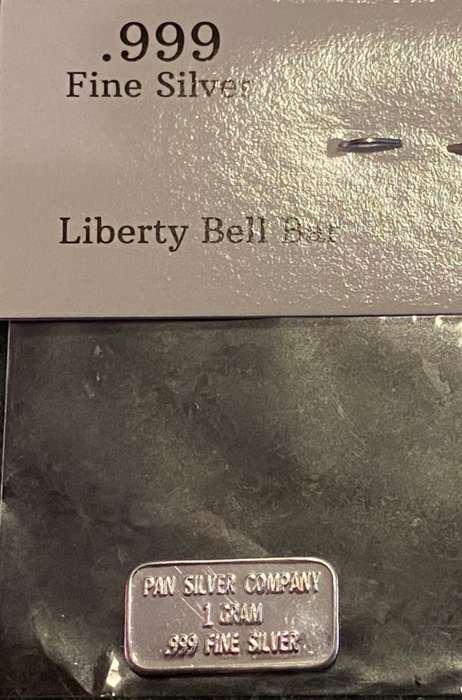 .999
Fine Silver
Liberty Bell Bar
PAN SILVER COMPANY
1 GRAM
.999 FINE SILVER